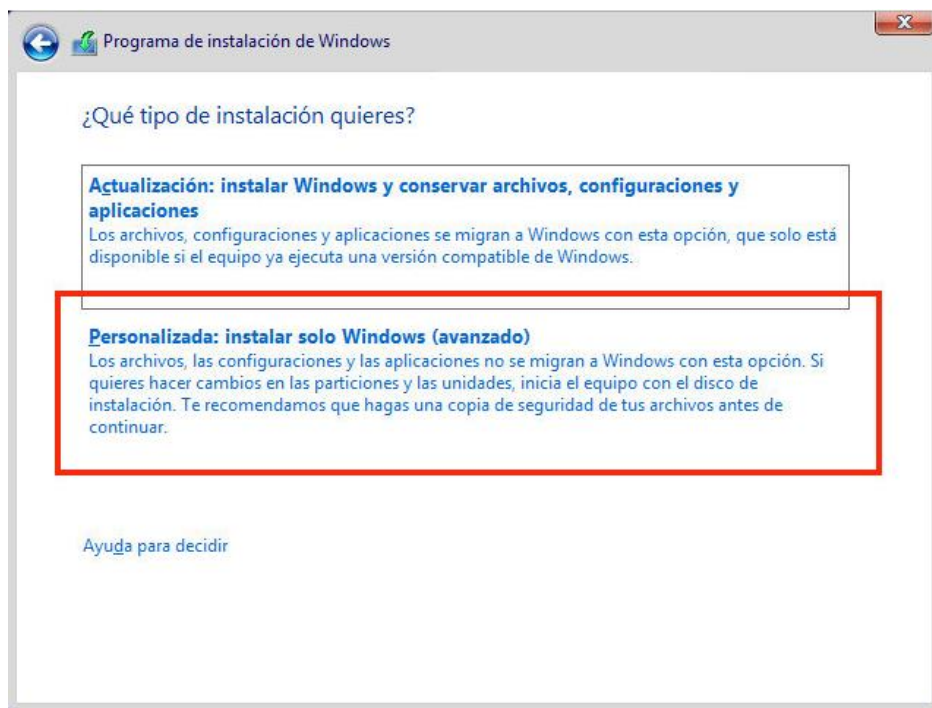 Programa de instalación de Windows
¿Qué tipo de instalación quieres?
Actualización: instalar Windows y conservar archivos, configuraciones y
aplicaciones
Los archivos, configuraciones y aplicaciones se migran a Windows con esta opción, que solo está
disponible si el equipo ya ejecuta una versión compatible de Windows.
Personalizada: instalar solo Windows (avanzado)
Los archivos, las configuraciones y las aplicaciones no se migran a Windows con esta opción. Si
quieres hacer cambios en las particiones y las unidades, inicia el equipo con el disco de
instalación. Te recomendamos que hagas una copia de seguridad de tus archivos antes de
continuar.
Ayuda para decidir